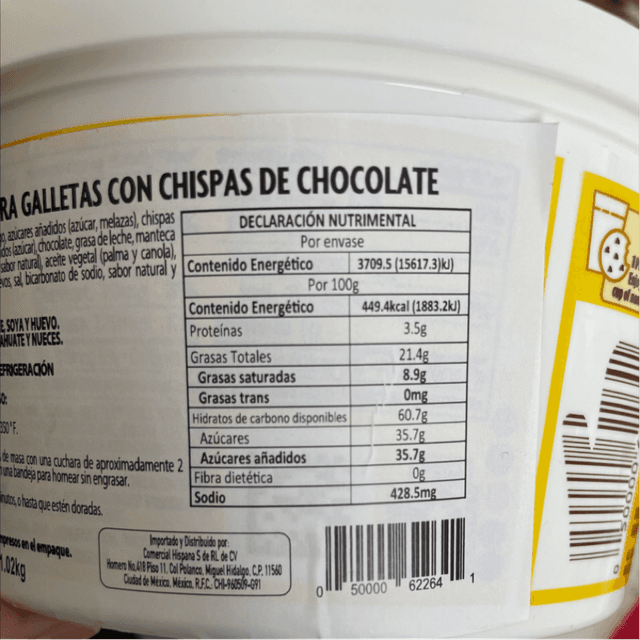 RA GALLETAS CON CHISPAS DE CHOCOLATE
azúcares añadidos (azúcar, melazas), chispas
(azúcar, chocolate, grasa de leche, manteca
sabor natural), aceite vegetal (palma y canola),
sal, bicarbonato de sodio, sabor natural y
E, SOYA Y HUEVO.
AHUATE Y NUECES.
EFRIGERACIÓN
350°F.
de masa con una cuchara de aproximadamente 2
una bandeja para hornear sin engrasar.
nutos, o hasta que estén doradas.
mpresos en el empaque.
1.02kg
DECLARACIÓN NUTRIMENTAL
Por envase
Contenido Energético 3709.5 (15617.3)kJ)
Por 100g
Contenido Energético 449.4kcal (1883.2kJ)
Proteínas 3.5g
Grasas Totales 21.4g
Grasas saturadas 8.9g
Grasas trans 0mg
Hidratos de carbono disponibles 60.7g
Azúcares 35.7g
Azúcares añadidos 35.7g
Fibra dietética 0g
Sodio 428.5mg
Importado y Distribuido por:
Comercial Hispana S de RL de CV
Homero No.418 Piso 11, Col Polanco, Miguel Hidalgo, C.P. 11560
Ciudad de México, México, R.F.C. CHI-960509-G91
0 50000 62264 1